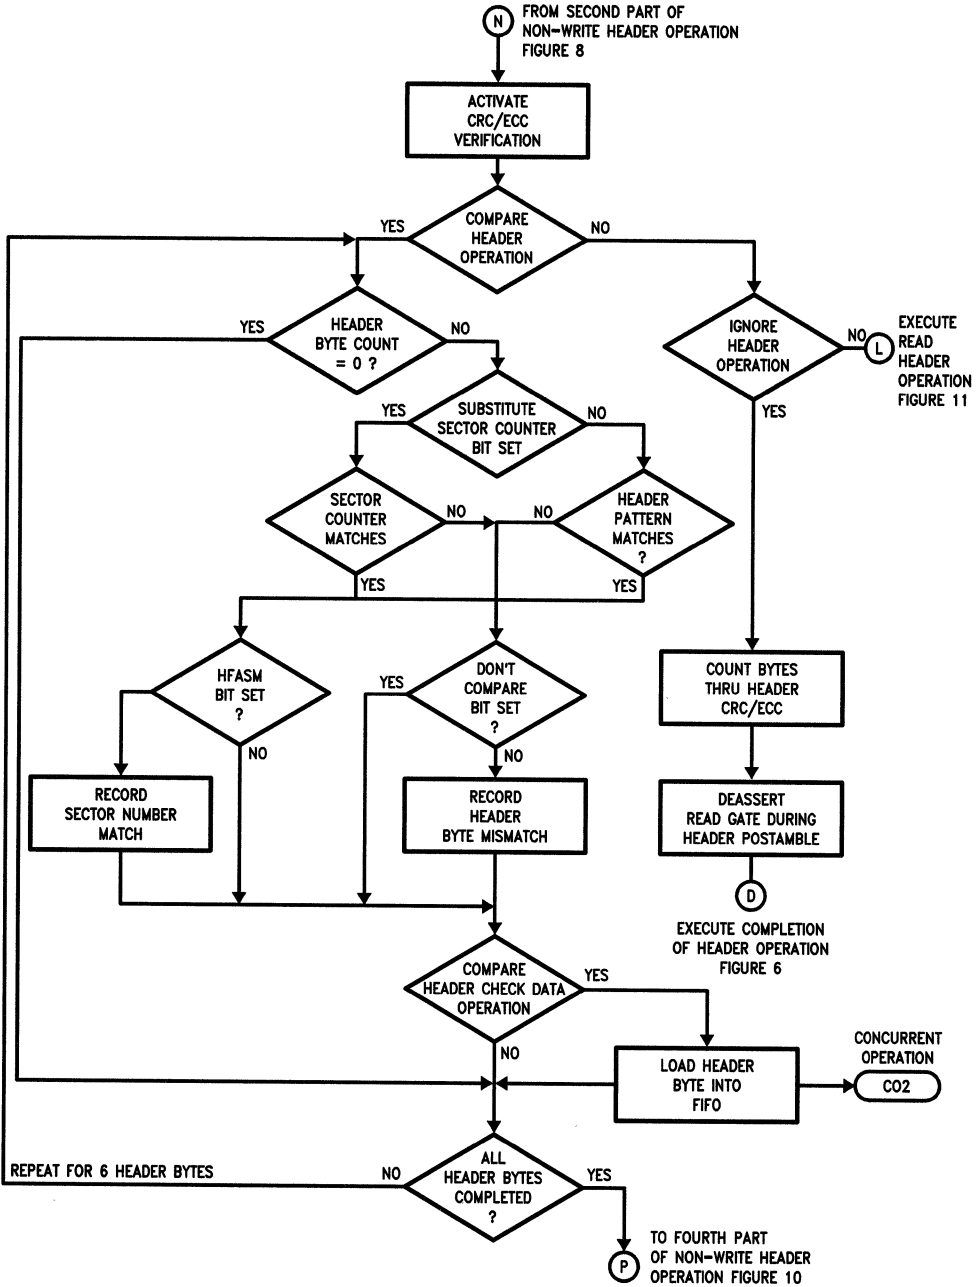 N
FROM SECOND PART OF
NON-WRITE HEADER OPERATION
FIGURE 8
ACTIVATE
CRC/ECC
VERIFICATION
YES
COMPARE
HEADER
OPERATION
NO
YES
HEADER
BYTE COUNT
= 0 ?
NO
IGNORE
HEADER
OPERATION
NO
L
EXECUTE
READ
HEADER
OPERATION
FIGURE 11
YES
YES
SUBSTITUTE
SECTOR COUNTER
BIT SET
NO
SECTOR
COUNTER
MATCHES
NO
NO
HEADER
PATTERN
MATCHES
?
YES
YES
HFASM
BIT SET
?
NO
YES
DON'T
COMPARE
BIT SET
?
NO
COUNT BYTES
THRU HEADER
CRC/ECC
RECORD
SECTOR NUMBER
MATCH
RECORD
HEADER
BYTE MISMATCH
DEASSERT
READ GATE DURING
HEADER POSTAMBLE
D
EXECUTE COMPLETION
OF HEADER OPERATION
FIGURE 6
COMPARE
HEADER CHECK DATA
OPERATION
YES
NO
LOAD HEADER
BYTE INTO
FIFO
CONCURRENT
OPERATION
CO2
REPEAT FOR 6 HEADER BYTES
NO
ALL
HEADER BYTES
COMPLETED
?
YES
P
TO FOURTH PART
OF NON-WRITE HEADER
OPERATION FIGURE 10